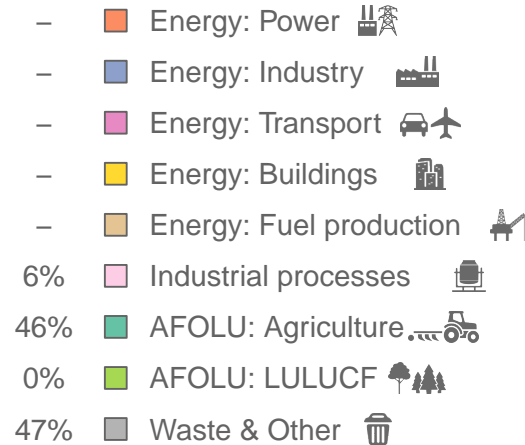 – Energy: Power
– Energy: Industry
– Energy: Transport
– Energy: Buildings
– Energy: Fuel production
6% Industrial processes
46% AFOLU: Agriculture
0% AFOLU: LULUCF
47% Waste & Other